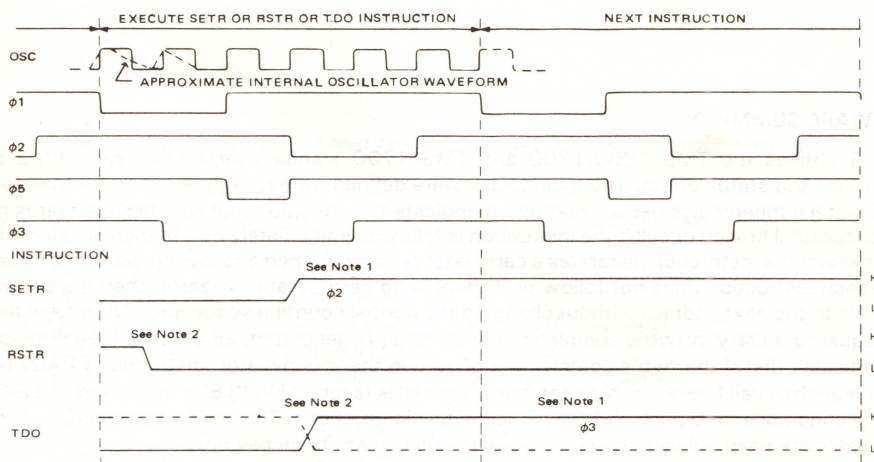 EXECUTE SETR OR RSTR OR TDO INSTRUCTION
NEXT INSTRUCTION
OSC
APPROXIMATE INTERNAL OSCILLATOR WAVEFORM
φ1
φ2
φ5
φ3
INSTRUCTION
See Note 1
SETR
φ2
H
L
See Note 2
RSTR
H
L
See Note 2
See Note 1
TDO
φ3
H
L